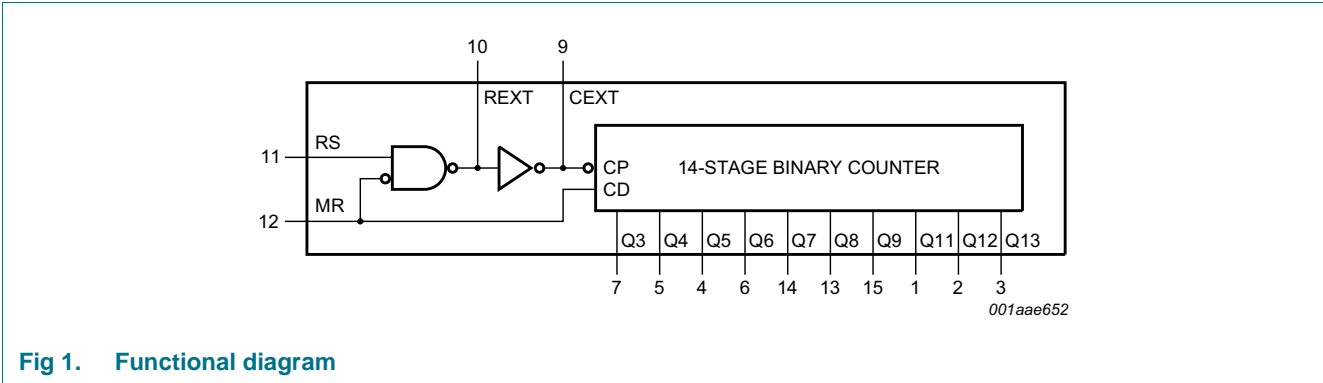 10 9
REXT CEXT
11 RS
CP 14-STAGE BINARY COUNTER
CD
12 MR
Q3 Q4 Q5 Q6 Q7 Q8 Q9 Q11 Q12 Q13
7 5 4 6 14 13 15 1 2 3
001aae652
Fig 1. Functional diagram